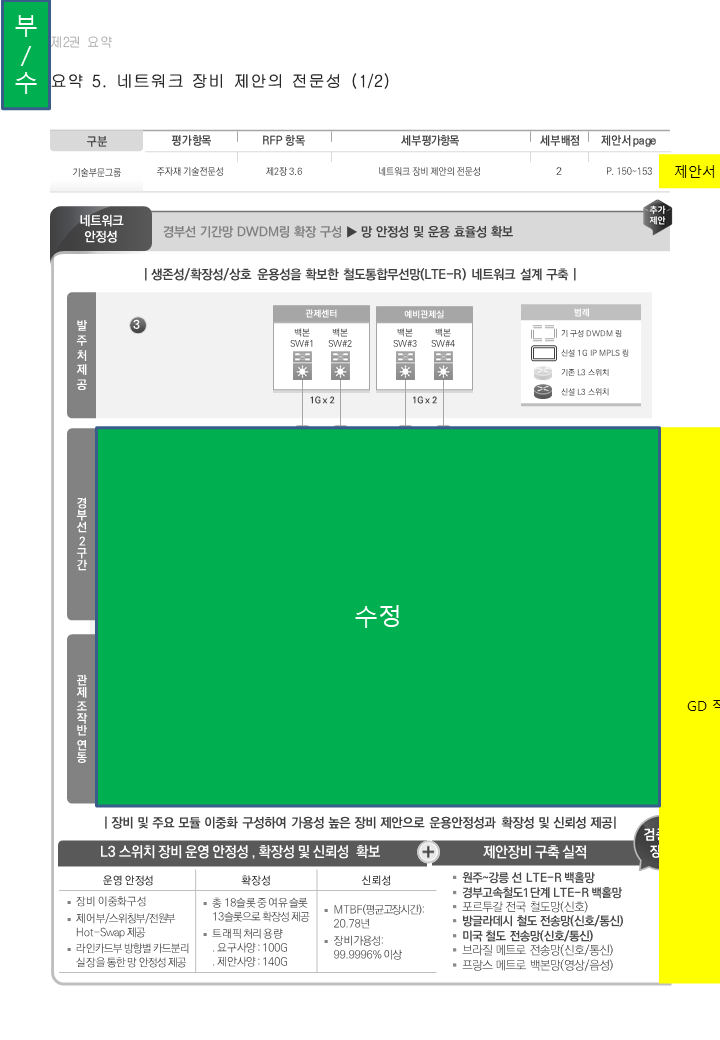 부
/
수
제2권 요약
요약 5. 네트워크 장비 제안의 전문성 (1/2)
구분 평가항목 RFP 항목 세부평가항목 세부배점 제안서 page
기술부문그룹 주자재 기술전문성 제2장 3.6 네트워크 장비 제안의 전문성 2 P. 150~153 제안서
네트워크
안정성
경부선 기간망 DWDM링 확장 구성 ▶ 망 안정성 및 운용 효율성 확보
추가
제안
| 생존성/확장성/상호 운용성을 확보한 철도통합무선망(LTE-R) 네트워크 설계 구축 |
발주처제공
3
관제센터 예비관제실 범례
백본 백본 백본 백본
SW#1 SW#2 SW#3 SW#4
1G x 2 1G x 2
기 구성 DWDM 링
신설 1G IP MPLS 링
기존 L3 스위치
신설 L3 스위치
경부선2구간
수정
관제조작반연동
GD
| 장비 및 주요 모듈 이중화 구성하여 가용성 높은 장비 제안으로 운용안정성과 확장성 및 신뢰성 제공|
L3 스위치 장비 운영 안정성 , 확장성 및 신뢰성 확보 + 제안장비 구축 실적
운영 안정성 확장성 신뢰성
▪ 장비 이중화구성
▪ 제어부/스위칭부/전원부
Hot-Swap 제공
▪ 라인카드부 방향별 카드분리
실장을 통한 망 안정성 제공
▪ 총 18슬롯 중 여유 슬롯
13슬롯으로 확장성 제공
▪ 트래픽 처리 용량
. 요구사양 : 100G
. 제안사양 : 140G
▪ MTBF(평균고장시간):
20.78년
▪ 장비가용성:
99.9996% 이상
▪ 원주~강릉 선 LTE-R 백홀망
▪ 경부고속철도1단계 LTE-R 백홀망
▪ 포르투갈 전국 철도망(신호)
▪ 방글라데시 철도 전송망(신호/통신)
▪ 미국 철도 전송망(신호/통신)
▪ 브라질 메트로 전송망(신호/통신)
▪ 프랑스 메트로 백본망(영상/음성)